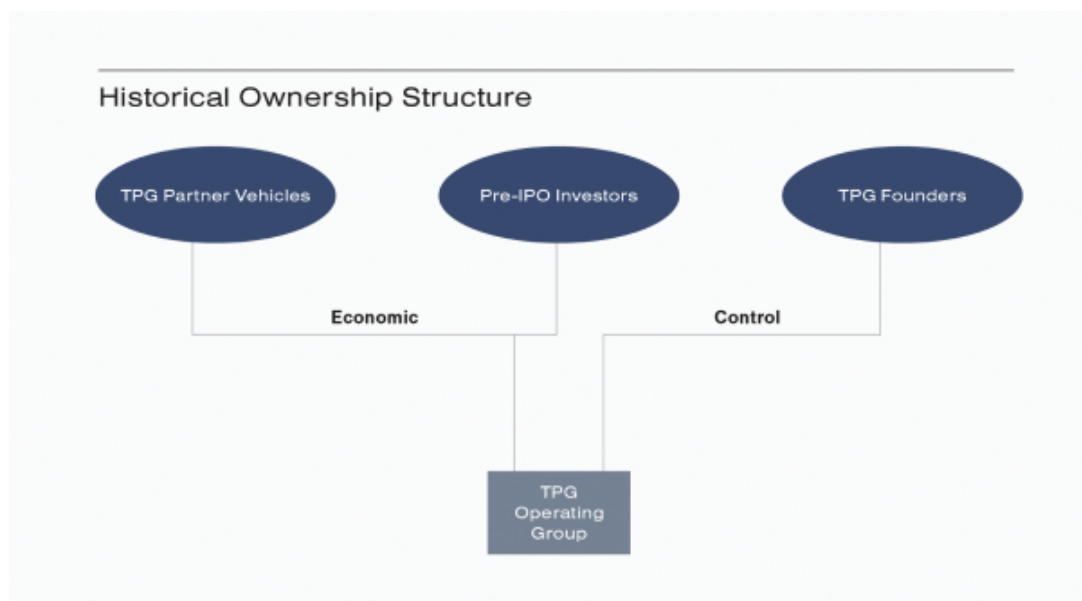 Historical Ownership Structure
TPG Partner Vehicles
Pre-IPO Investors
TPG Founders
Economic
Control
TPG
Operating
Group